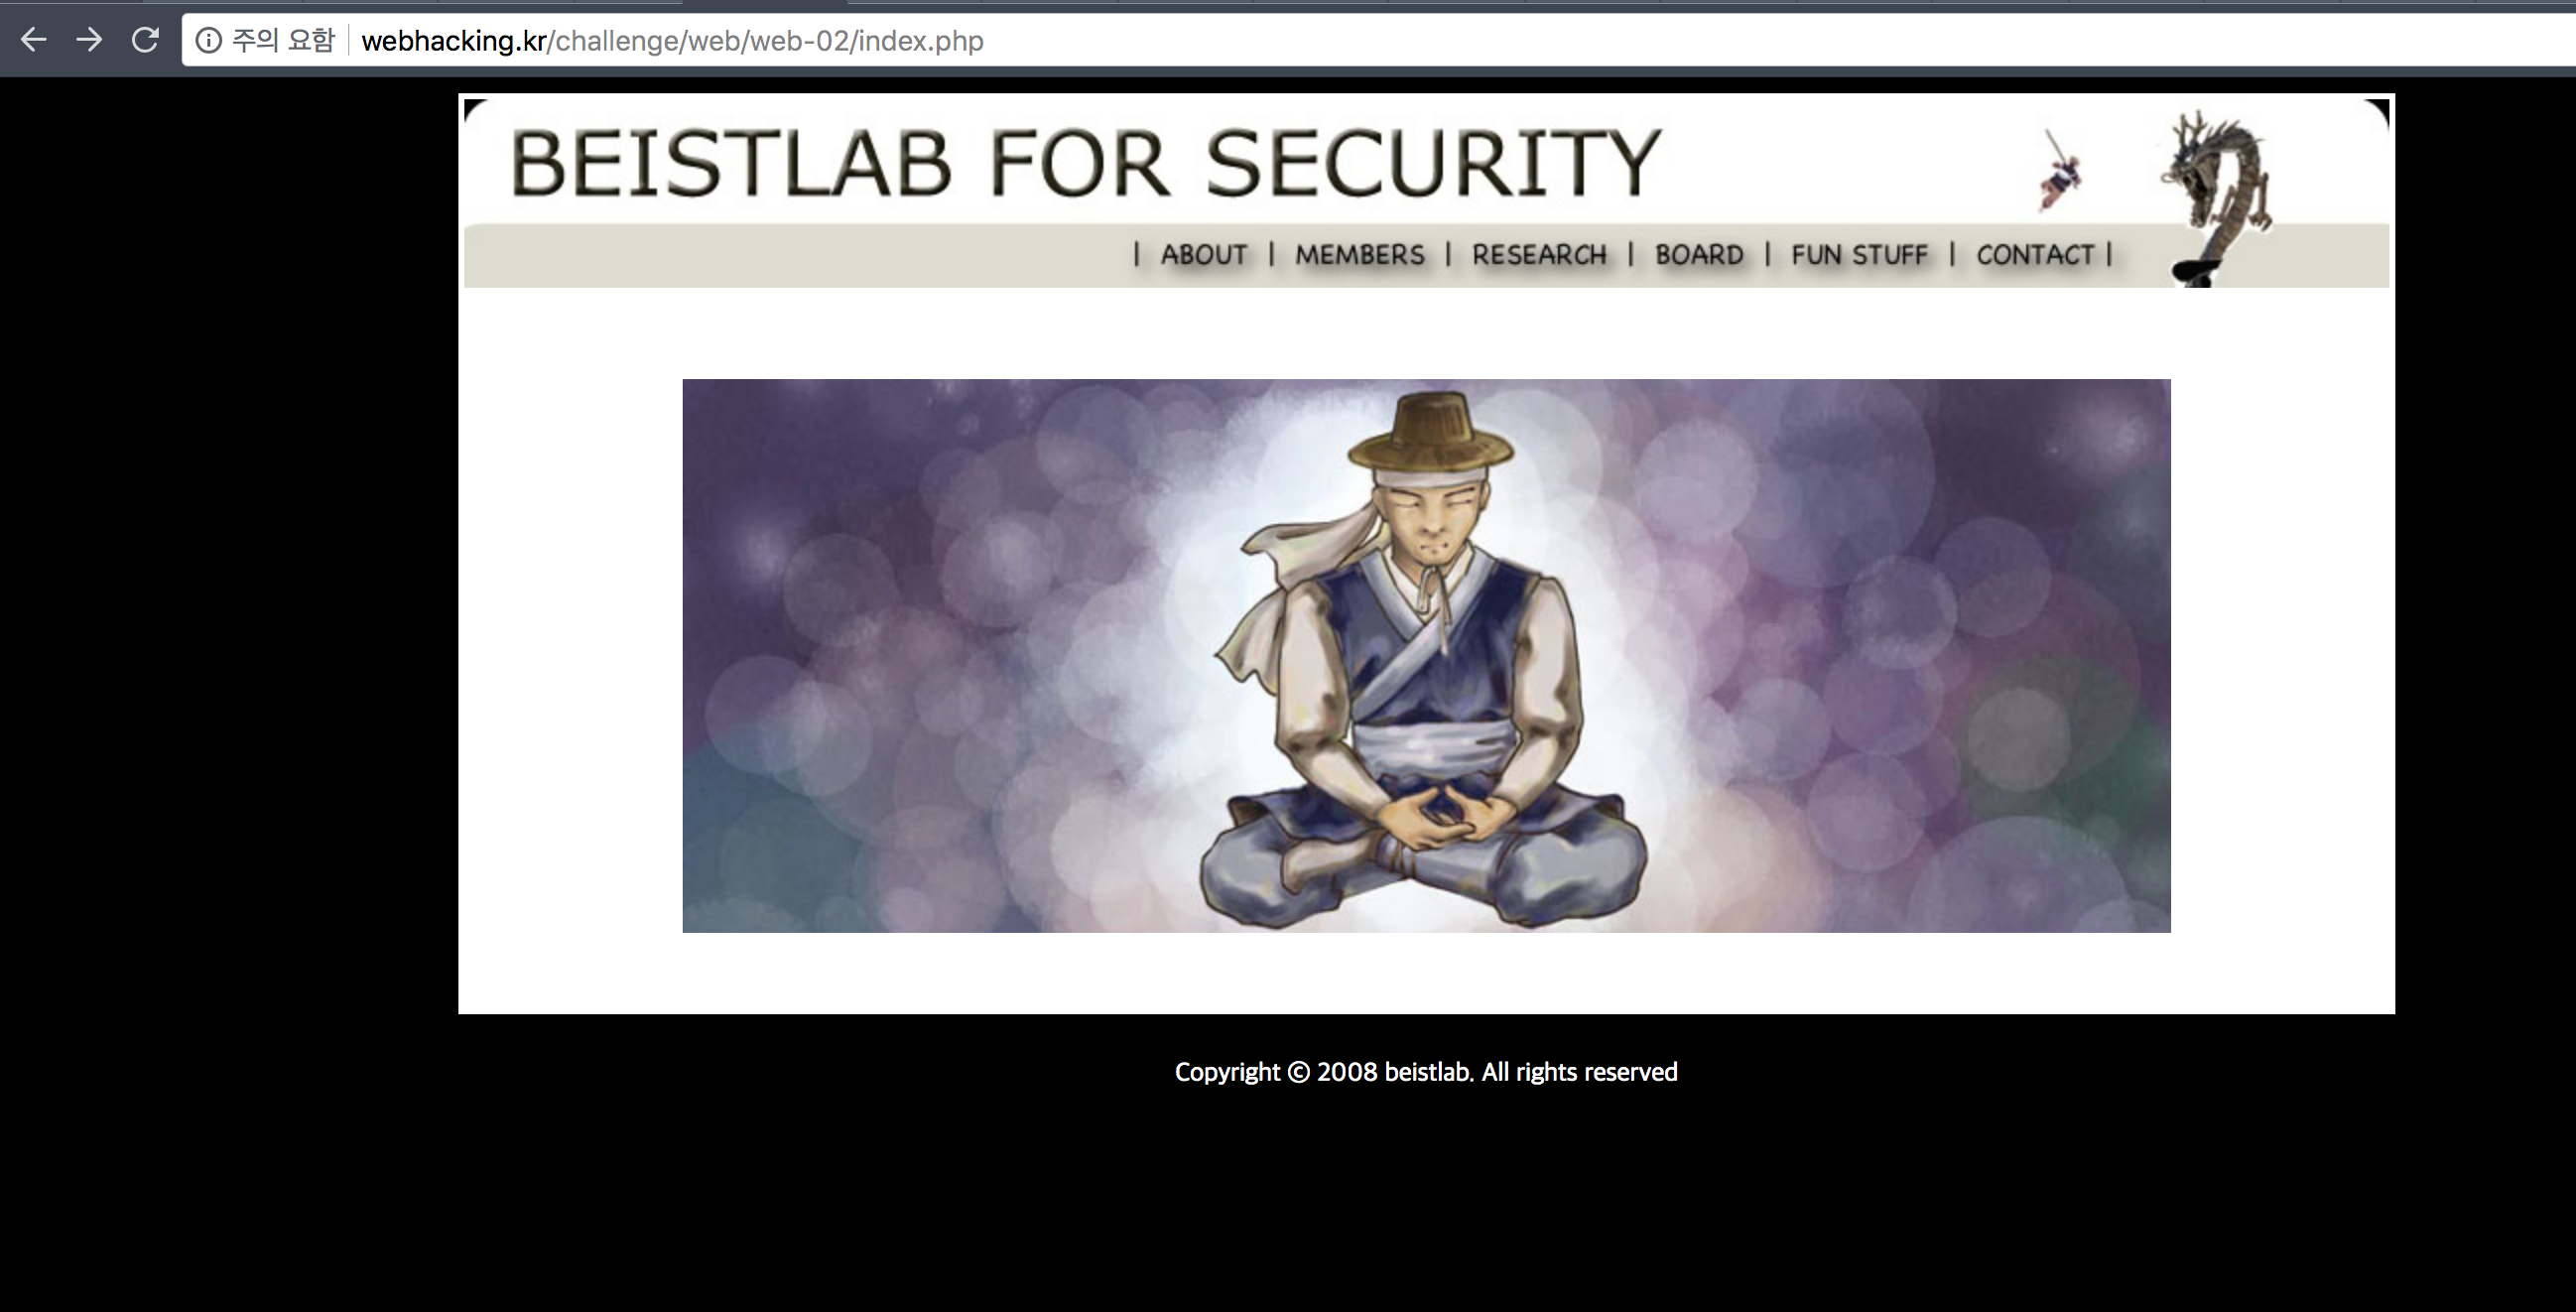 주의 요함 webhacking.kr/challenge/web/web-02/index.php
BEISTLAB FOR SECURITY
| ABOUT | MEMBERS | RESEARCH | BOARD | FUN STUFF | CONTACT |
Copyright © 2008 beistlab. All rights reserved